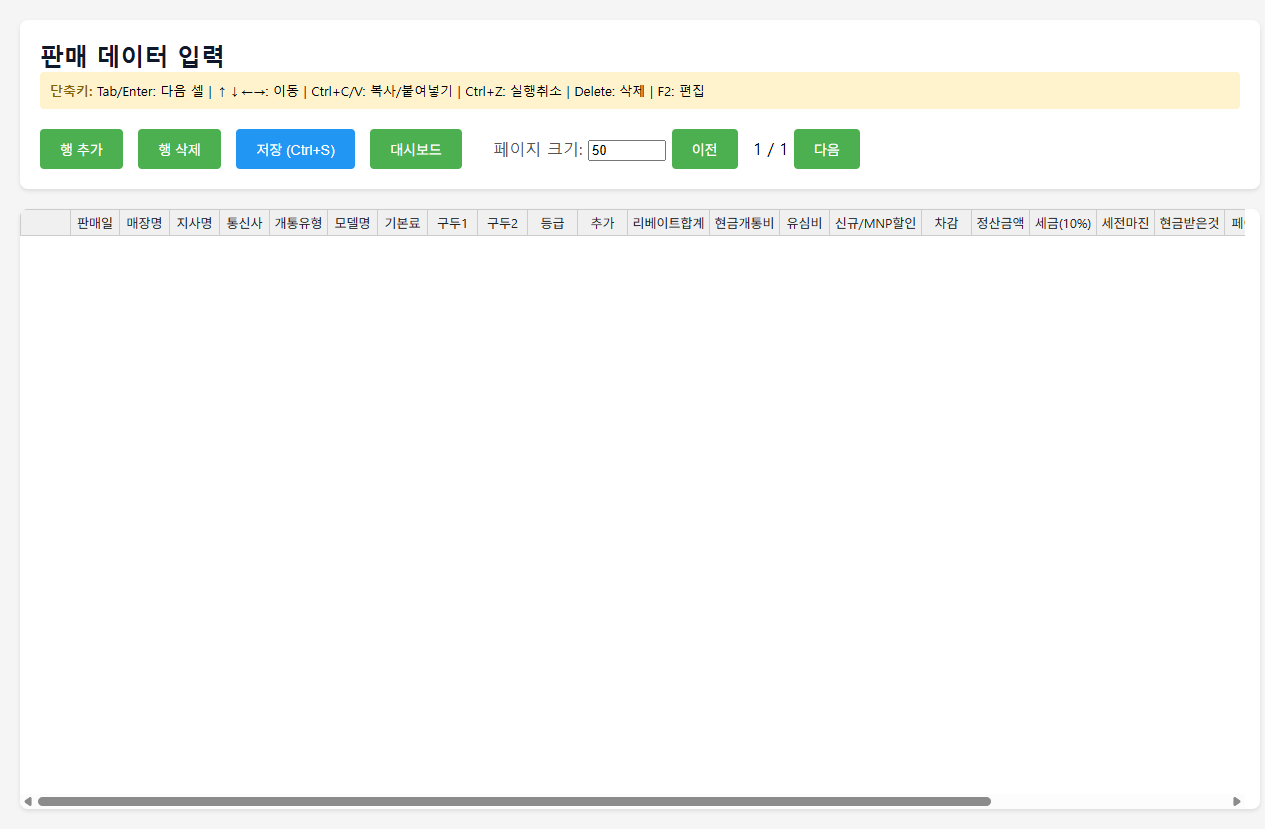 판매 데이터 입력
단축키: Tab/Enter: 다음 셀 | ↑↓←→: 이동 | Ctrl+C/V: 복사/붙여넣기 | Ctrl+Z: 실행취소 | Delete: 삭제 | F2: 편집
행 추가 행 삭제 저장 (Ctrl+S) 대시보드 페이지 크기: 50 이전 1 / 1 다음
판매일 매장명 지사명 통신사 개통유형 모델명 기본료 구두1 구두2 등급 추가 리베이트합계 현금개통비 유심비 신규/MNP할인 차감 정산금액 세금(10%) 세전마진 현금받은것